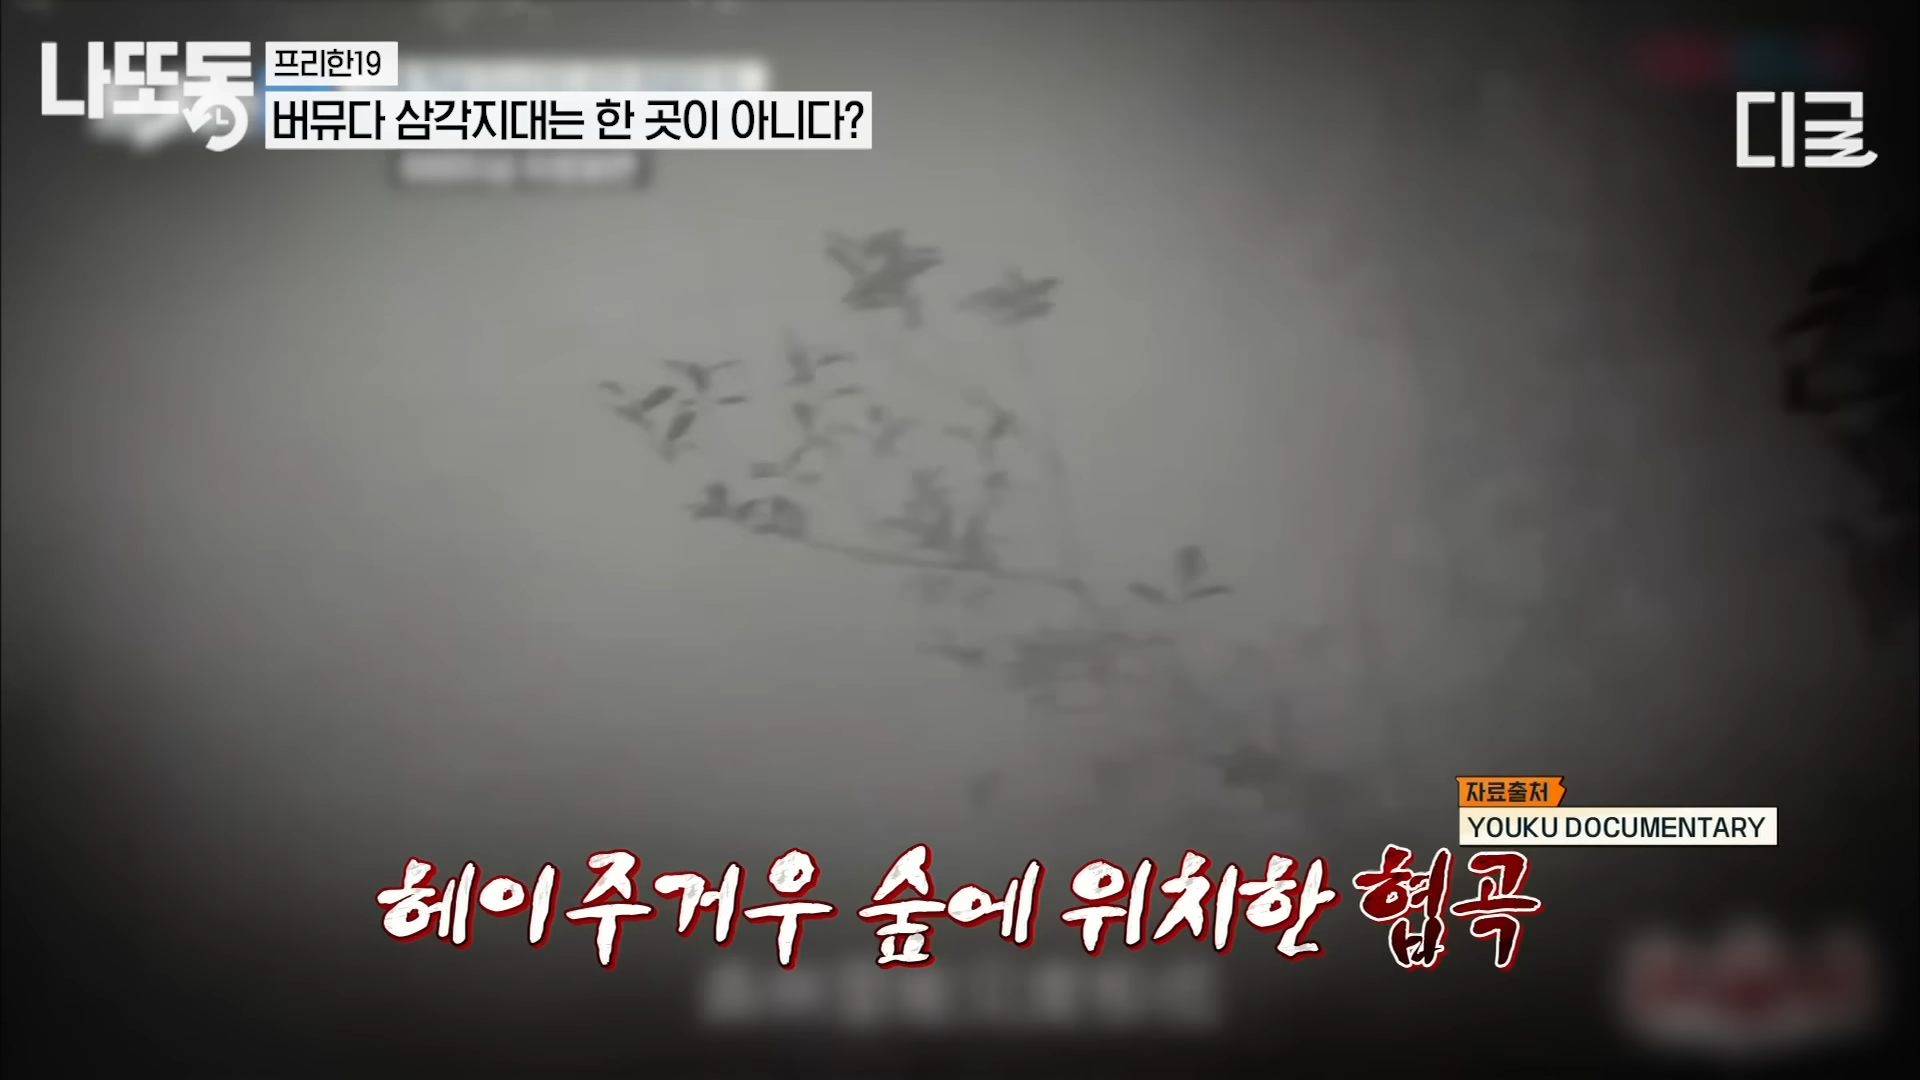 나또동
프리한19
버뮤다 삼각지대는 한 곳이 아니다?
디글
자료출처
YOUKU DOCUMENTARY
헤이주거우 숲에 위치한 협곡